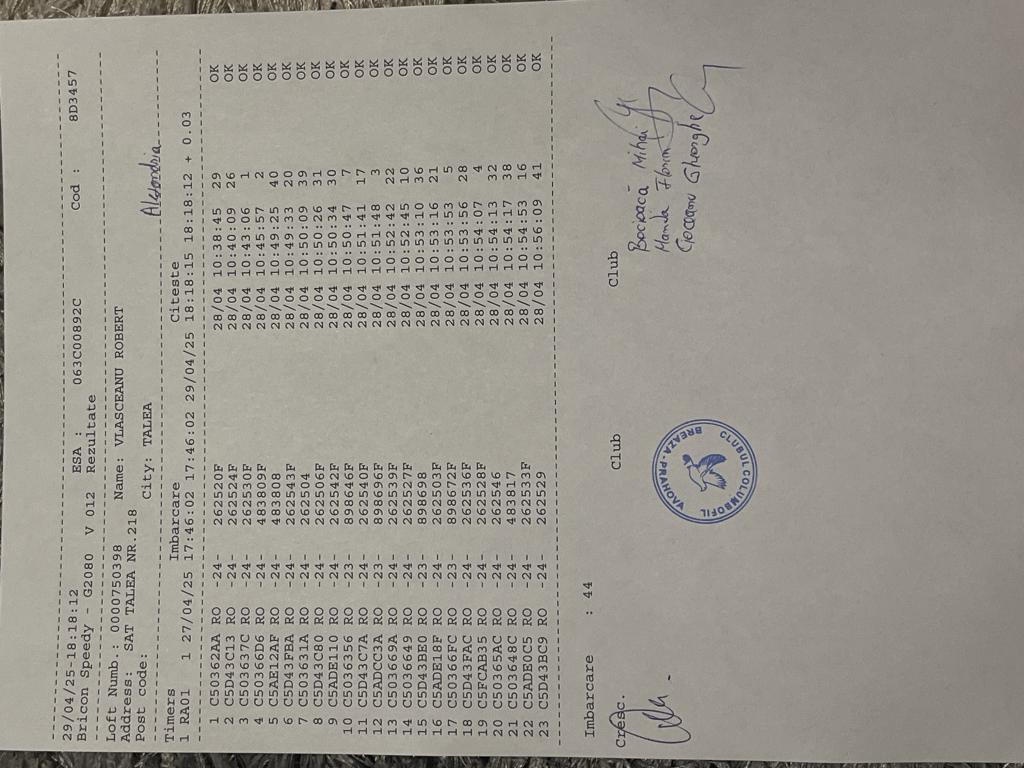 29/04/25-18:18:12
Bricon Speedy - G2080 V 012 ESA : 063C00892C Cod : 8D3457
Rezultate
Loft Numb.: 0000750398 Name: VLASCEANU ROBERT
Address: SAT TALEA NR.218
Post code: City: TALEA
Timers Imbarcare Citeste
1 RA01 1 27/04/25 17:46:02 17:46:02 29/04/25 18:18:15 18:18:12 + 0.03
1 C50362AA RO -24- 262520F 28/04 10:38:45 29 OK
2 C5D43C13 RO -24- 262524F 28/04 10:40:09 26 OK
3 C503637C RO -24- 262530F 28/04 10:43:06 1 OK
4 C50366D6 RO -24- 483809F 28/04 10:45:57 2 OK
5 C5AE12AF RO -24- 483808 28/04 10:49:25 40 OK
6 C5D43FBA RO -24- 262543F 28/04 10:49:33 20 OK
7 C503631A RO -24- 262504 28/04 10:50:09 39 OK
8 C5D43C80 RO -24- 262506F 28/04 10:50:26 31 OK
9 C5ADE110 RO -24- 262542F 28/04 10:50:34 30 OK
10 C5036356 RO -23- 898646F 28/04 10:50:47 7 OK
11 C5D43C7A RO -24- 262540F 28/04 10:51:41 17 OK
12 C5ADCC3A RO -23- 898696F 28/04 10:51:48 3 OK
13 C503669A RO -24- 262536F 28/04 10:52:42 22 OK
14 C5036649 RO -24- 262527F 28/04 10:52:45 10 OK
15 C5D43BE0 RO -23- 898698 28/04 10:53:10 36 OK
16 C5ADE18F RO -24- 262503F 28/04 10:53:16 21 OK
17 C50366FC RO -23- 898672F 28/04 10:53:53 5 OK
18 C5D43FAC RO -24- 262536F 28/04 10:53:56 28 OK
19 C5FCAB35 RO -24- 262528F 28/04 10:54:07 4 OK
20 C50365AC RO -24- 262546 28/04 10:54:13 32 OK
21 C503648C RO -24- 483817 28/04 10:54:17 38 OK
22 C5ADE0C5 RO -24- 262533F 28/04 10:54:53 16 OK
23 C5D43BC9 RO -24- 262529 28/04 10:56:09 41 OK
Imbarcare : 44
Cresc. Club Club
Bocioacă Mihai
Manda Florin
Gheorghe
CLUBUL COLUMBOFIL
BREAZA-PRAHOVA